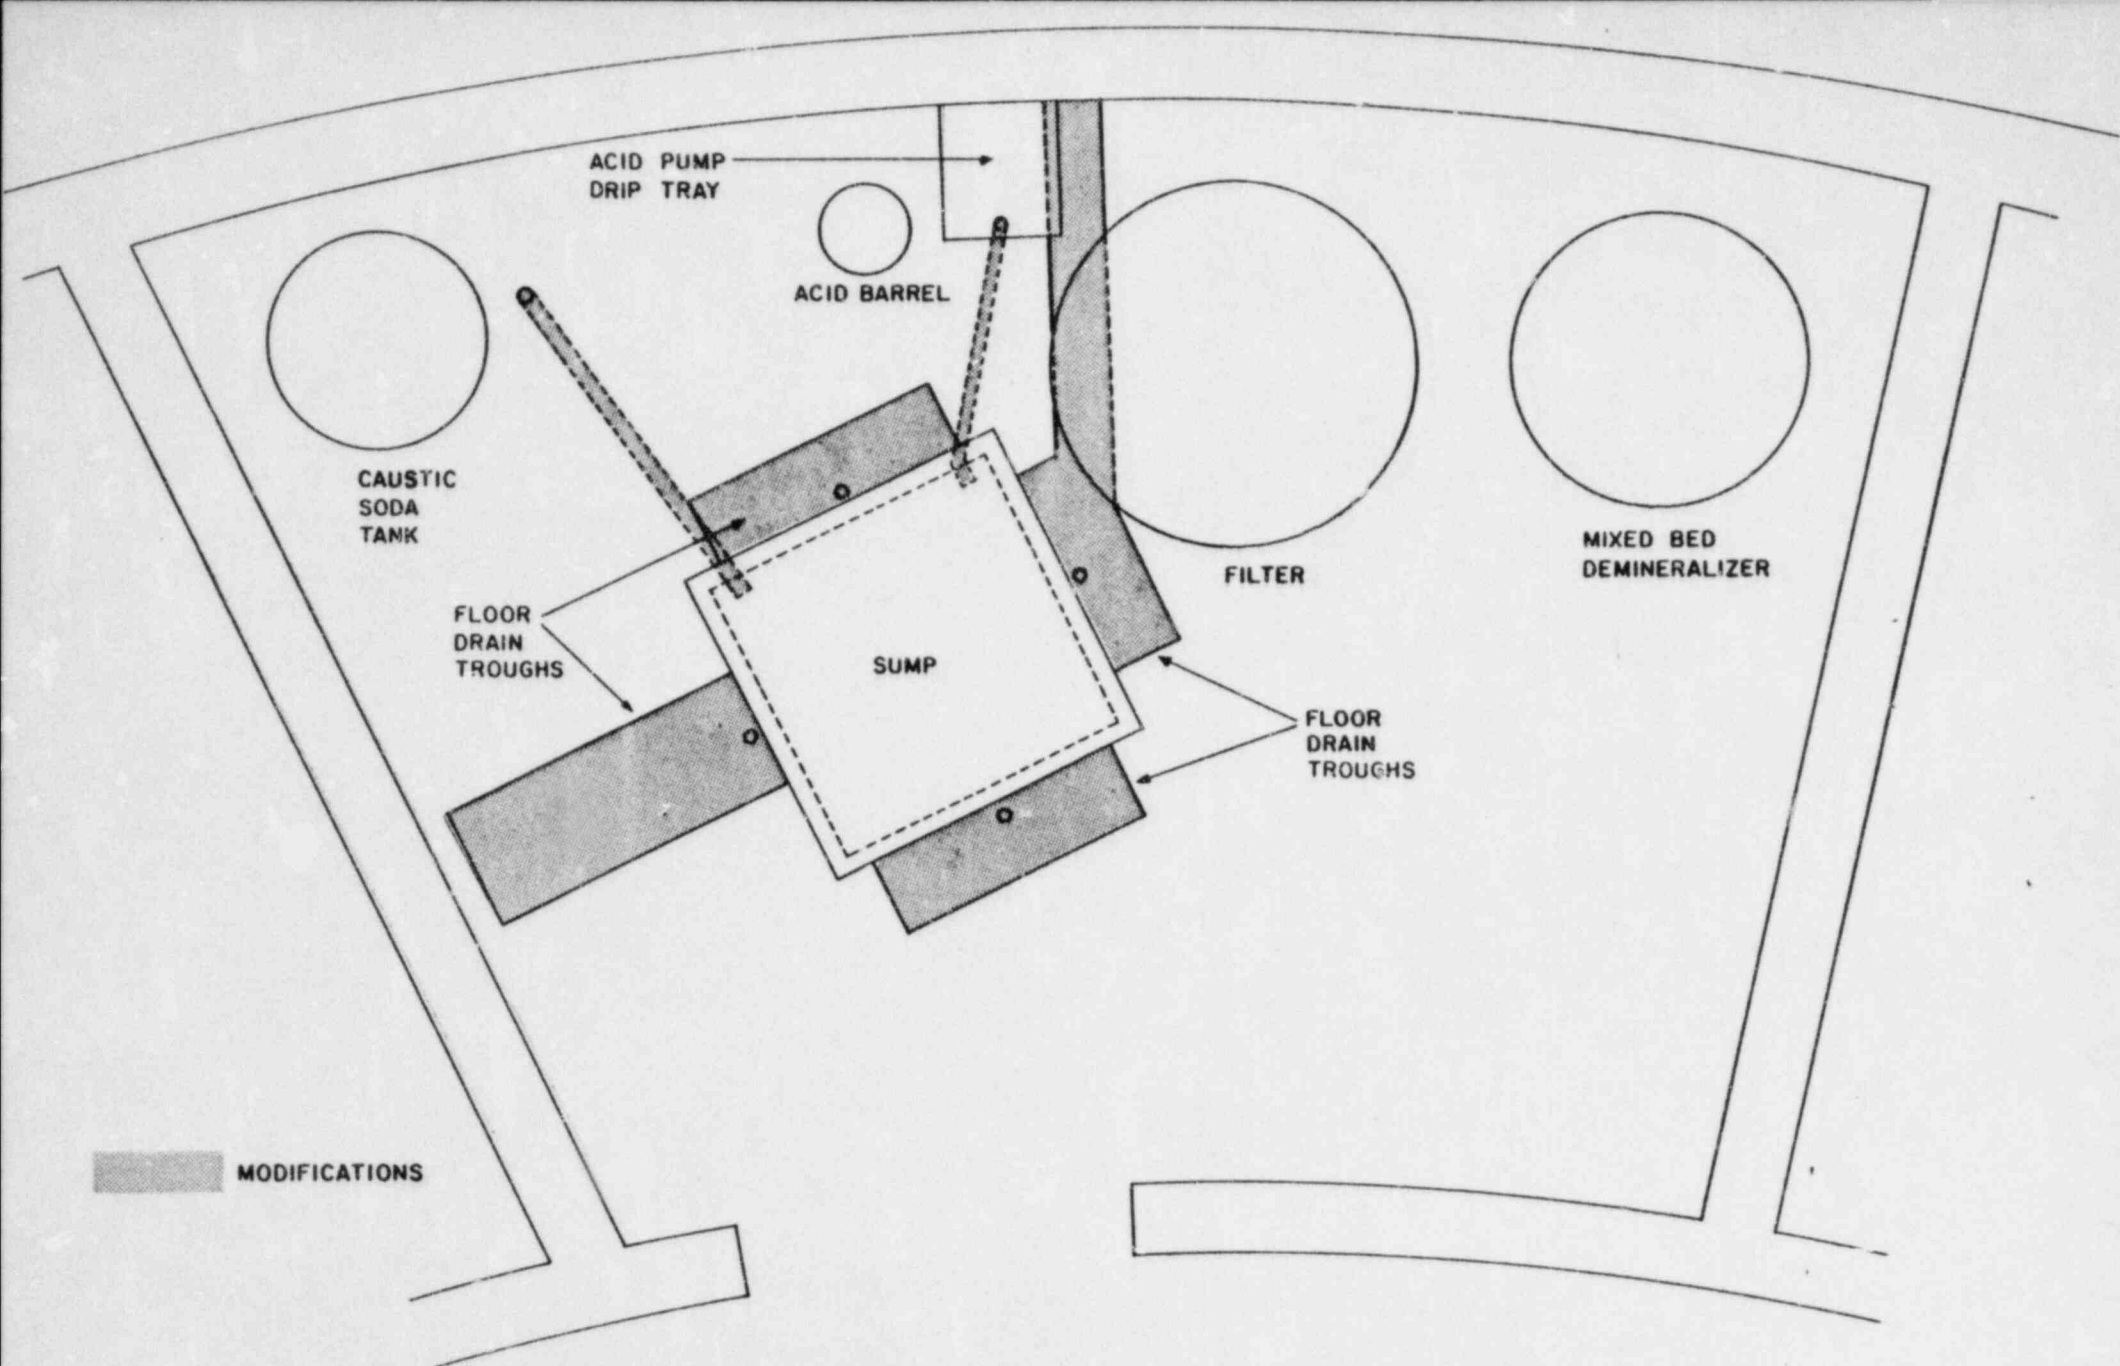 ACID PUMP
DRIP TRAY
ACID BARREL
CAUSTIC
SODA
TANK
FILTER
MIXED BED
DEMINERALIZER
FLOOR
DRAIN
TROUGHS
SUMP
FLOOR
DRAIN
TROUGHS
MODIFICATIONS